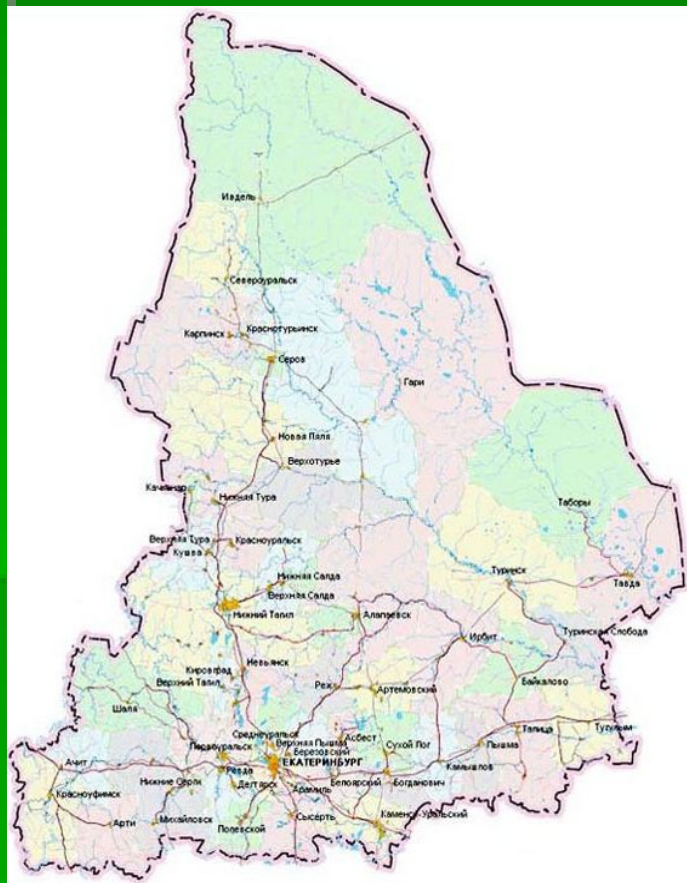 Ивдель
Североуральск
Карпинск
Краснотурьинск
Серов
Гари
Новая Ляля
Верхотурье
Качканар
Нижняя Тура
Таборы
Верхняя Тура
Красноуральск
Кушва
Туринск
Тавда
Нижняя Салда
Верхняя Салда
Нижний Тагил
Алапаевск
Ирбит
Туринская Слобода
Невьянск
Кировград
Верхний Тагил
Реж
Артемовский
Байкалово
Шаля
Среднеуральск
Верхняя Пышма
Асбест
Сухой Лог
Пышма
Талица
Тугулым
Первоуральск
Березовский
ЕКАТЕРИНБУРГ
Камышлов
Ачит
Ревда
Нижние Серги
Дегтярск
Арамиль
Белоярский
Богданович
Красноуфимск
Арти
Михайловск
Полевской
Сысерть
Каменск-Уральский